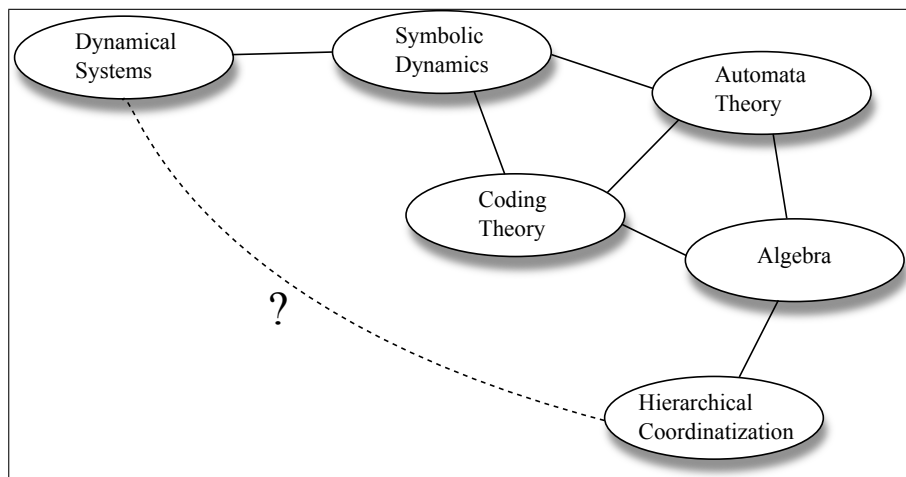 Dynamical
Systems
Symbolic
Dynamics
Automata
Theory
Coding
Theory
Algebra
?
Hierarchical
Coordinatization